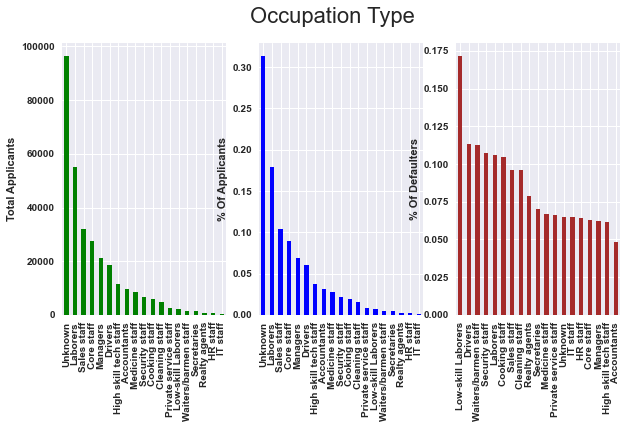 Occupation Type
Total Applicants
100000
80000
60000
40000
20000
0
Unknown
Laborers
Sales staff
Core staff
Managers
Drivers
High skill tech staff
Accountants
Medicine staff
Security staff
Cooking staff
Cleaning staff
Private service staff
Low-skill Laborers
Waiters/barmen staff
Secretaries
Realty agents
HR staff
IT staff
% Of Applicants
0.30
0.25
0.20
0.15
0.10
0.05
0.00
Unknown
Laborers
Sales staff
Core staff
Managers
Drivers
High skill tech staff
Accountants
Medicine staff
Security staff
Cooking staff
Cleaning staff
Private service staff
Low-skill Laborers
Waiters/barmen staff
Secretaries
Realty agents
HR staff
IT staff
% Of Defaulters
0.175
0.150
0.125
0.100
0.075
0.050
0.025
0.000
Low-skill Laborers
Drivers
Waiters/barmen staff
Security staff
Laborers
Cooking staff
Sales staff
Cleaning staff
Realty agents
Secretaries
Medicine staff
Private service staff
Unknown
IT staff
HR staff
Core staff
Managers
High skill tech staff
Accountants